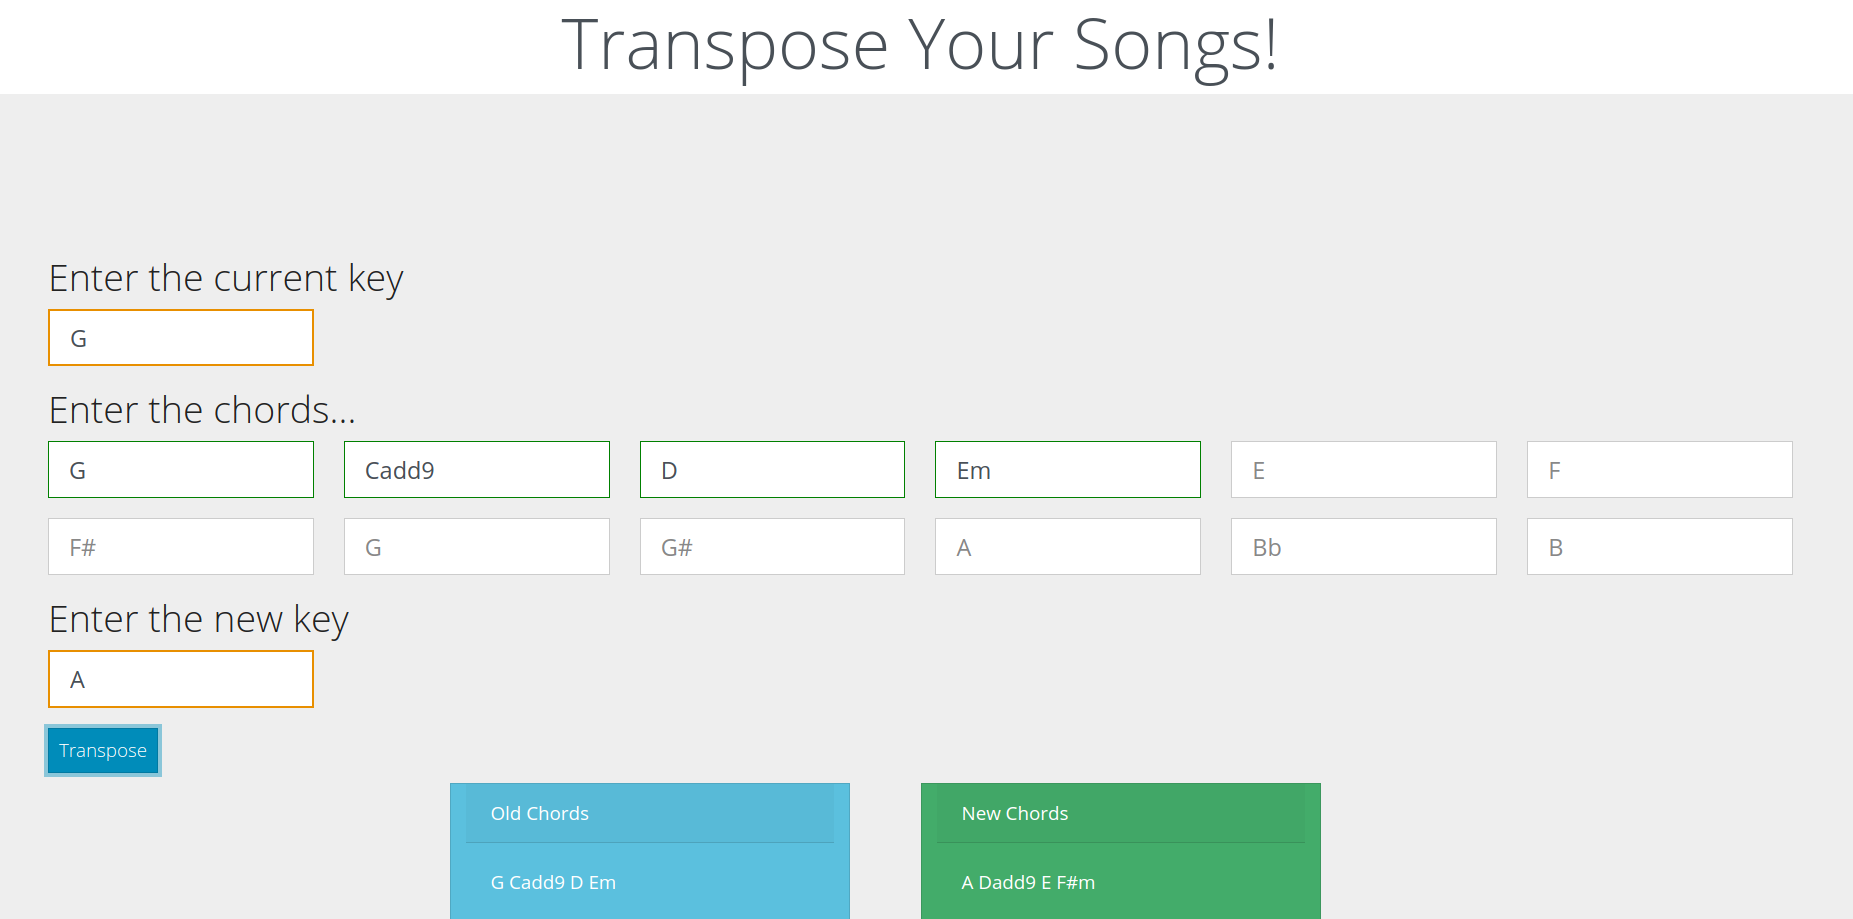 Transpose Your Songs!
Enter the current key
G
Enter the chords...
G Cadd9 D Em E F
F# G G# A Bb B
Enter the new key
A
Transpose
Old Chords
G Cadd9 D Em
New Chords
A Dadd9 E F#m